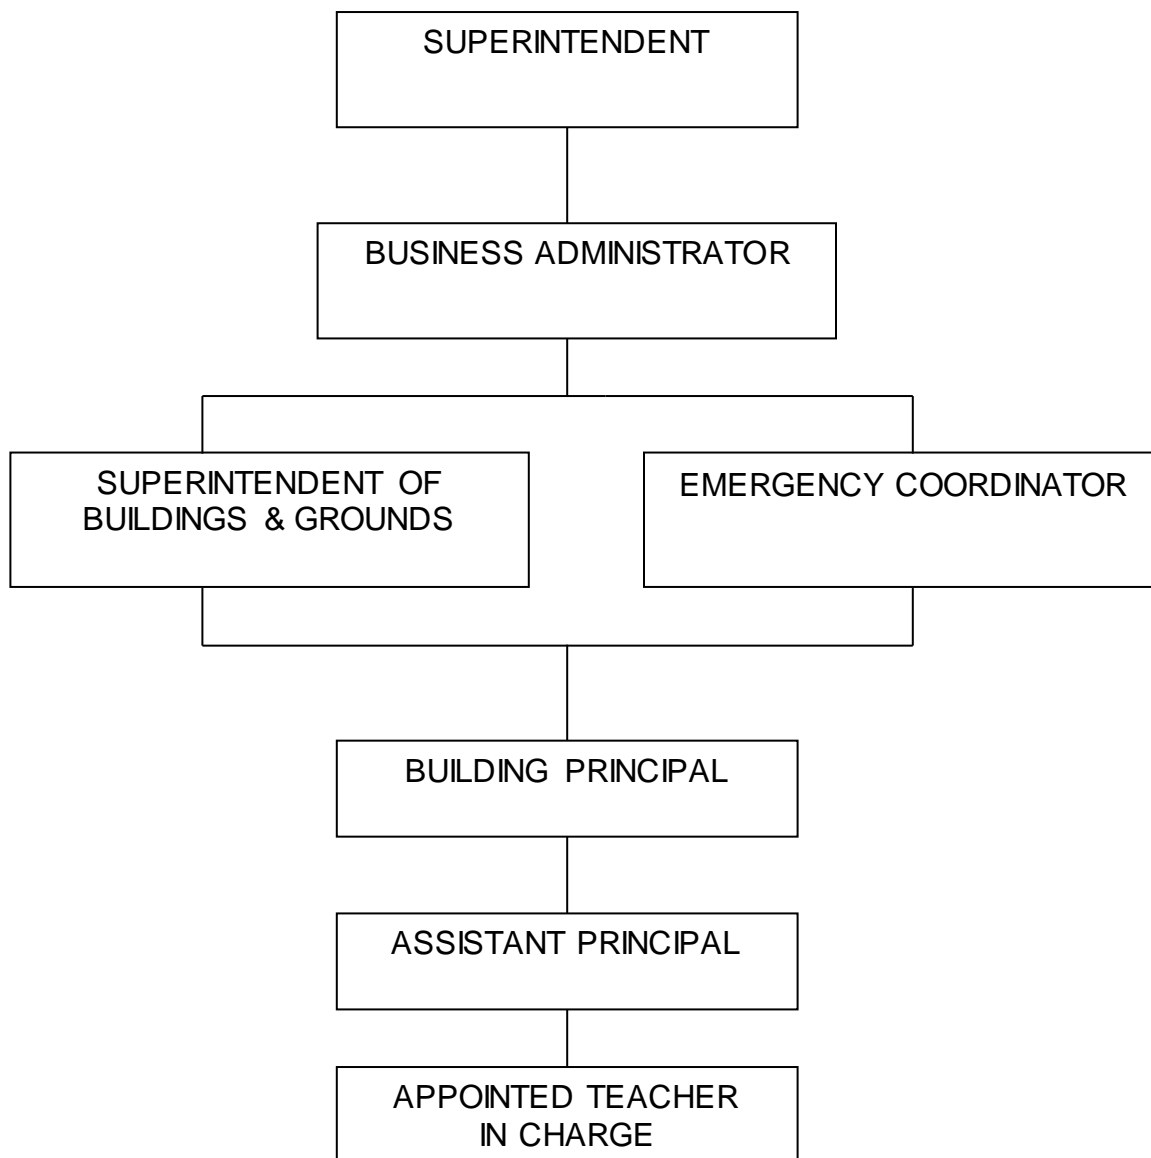 SUPERINTENDENT
BUSINESS ADMINISTRATOR
SUPERINTENDENT OF
BUILDINGS & GROUNDS
EMERGENCY COORDINATOR
BUILDING PRINCIPAL
ASSISTANT PRINCIPAL
APPOINTED TEACHER
IN CHARGE